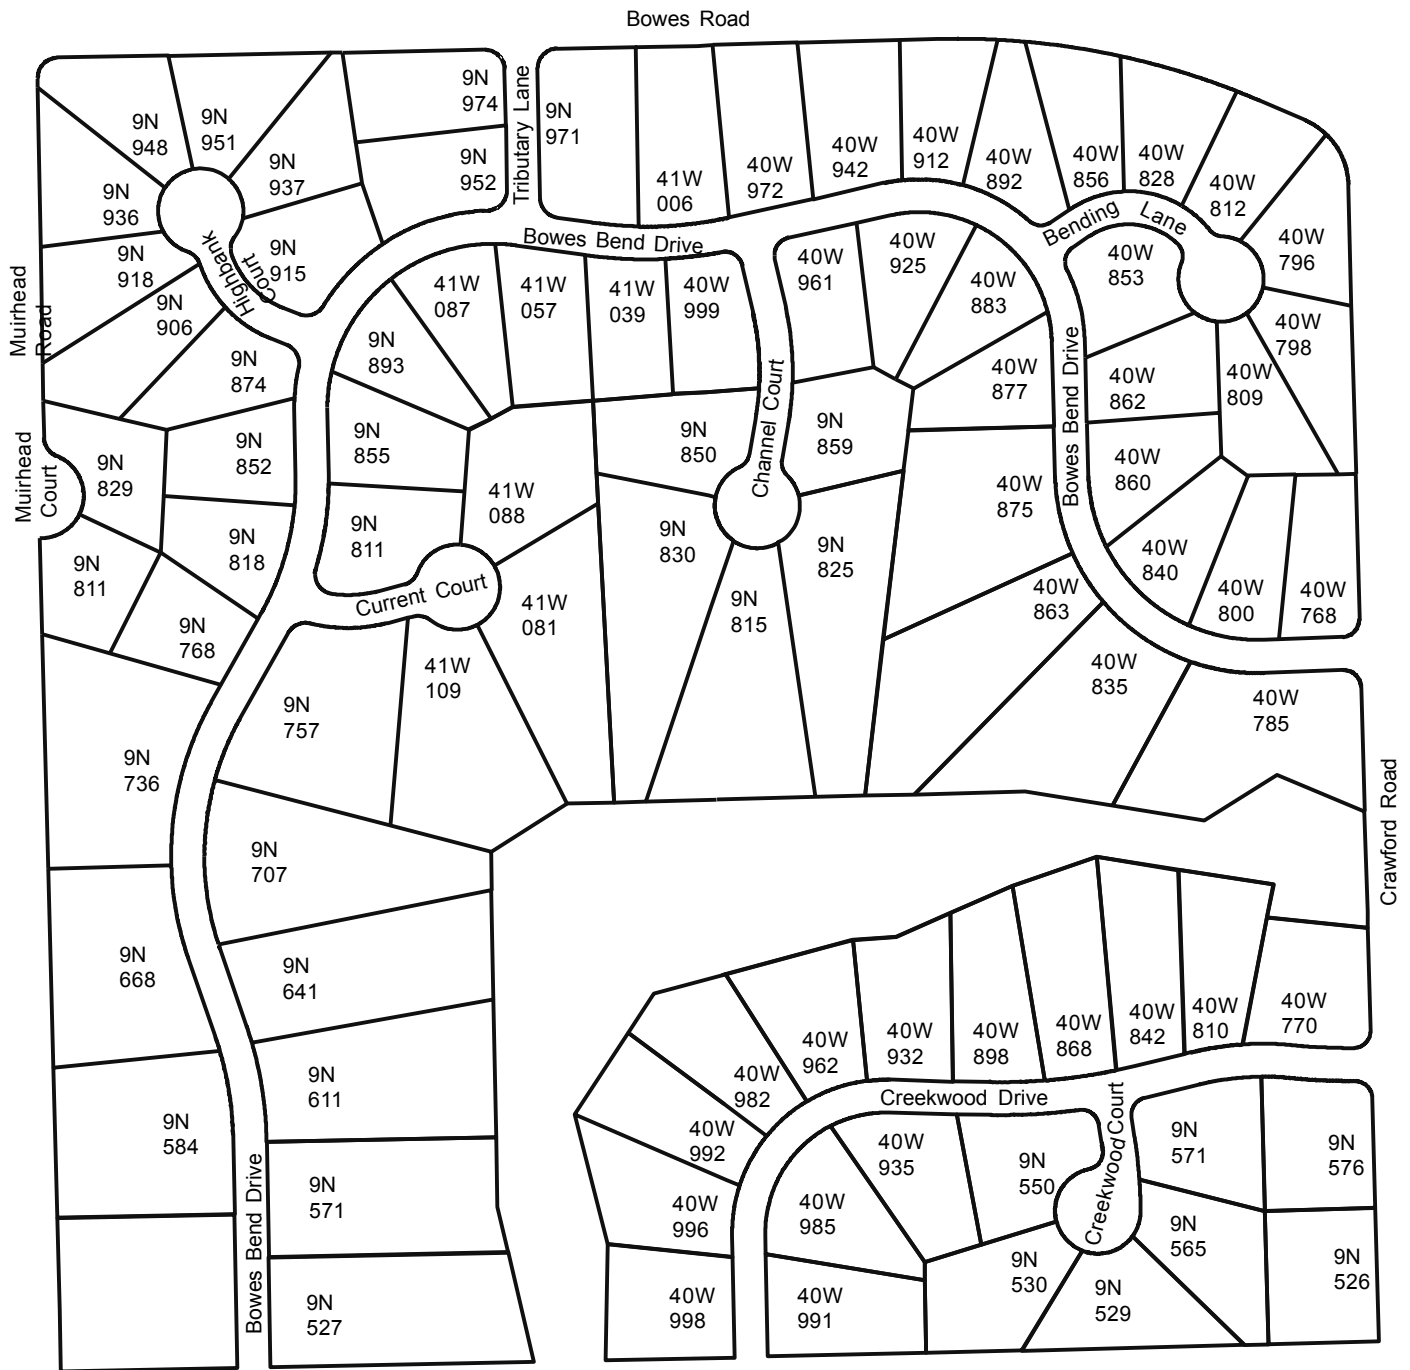 Bowes Road
9N
974
Tributary Lane
9N
971
9N
948
9N
951
9N
937
9N
952
9N
936
9N
918
9N
915
9N
906
Highbank
Court
9N
874
Muirhead
Road
41W
006
40W
972
40W
942
40W
912
40W
892
40W
856
40W
828
40W
812
40W
796
40W
798
Bending Lane
Bowes Bend Drive
41W
087
41W
057
41W
039
40W
999
40W
961
40W
925
40W
883
40W
853
40W
877
40W
862
40W
809
Bowes Bend Drive
9N
893
9N
855
9N
852
9N
829
Muirhead
Court
9N
811
9N
818
9N
768
9N
811
41W
088
Current Court
41W
081
41W
109
9N
757
9N
850
Channel Court
9N
859
9N
830
9N
815
9N
825
40W
875
40W
860
40W
840
40W
800
40W
768
40W
863
40W
835
40W
785
Crawford Road
9N
736
9N
707
9N
668
9N
641
9N
611
9N
584
9N
571
9N
527
Bowes Bend Drive
40W
962
40W
932
40W
898
40W
868
40W
842
40W
810
40W
770
40W
982
40W
992
40W
996
40W
998
Creekwood Drive
Creekwood Court
40W
935
40W
985
40W
991
9N
550
9N
530
9N
529
9N
565
9N
571
9N
576
9N
526